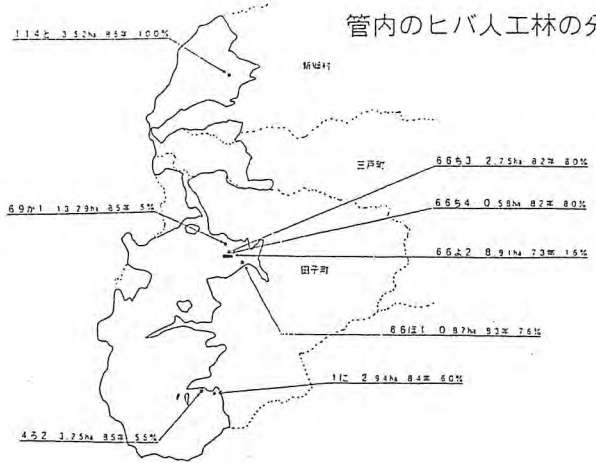 管内のヒバ人工林の分
114と 3.52ha 85年 100%
新郷村
三戸町
66ち3 2.75ha 82年 80%
69か1 13.29ha 85年 5%
66ち4 0.58ha 82年 80%
66よ2 8.91ha 73年 15%
田子町
66ほ1 0.87ha 93年 75%
1に 2.94ha 84年 60%
4ろ2 3.25ha 85年 55%